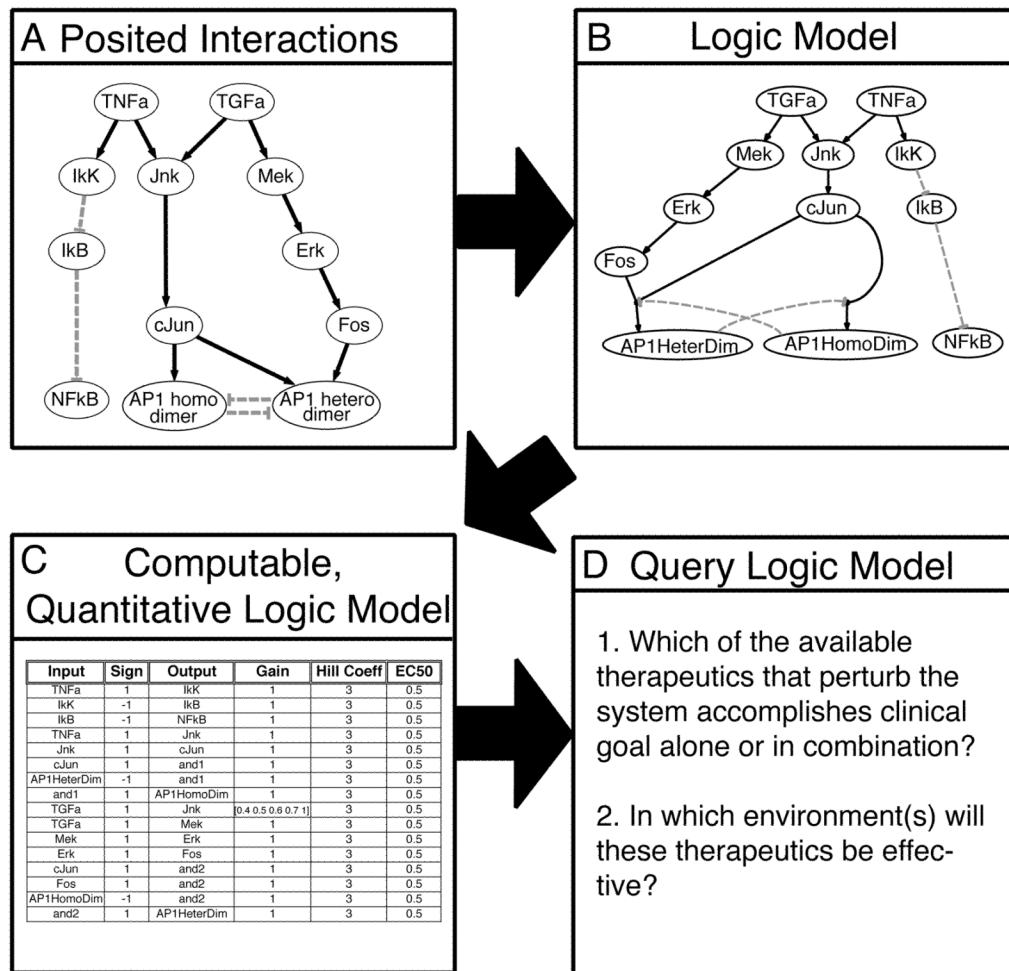 A Posited Interactions
TNFa TGFa
IkK Jnk Mek
IkB Erk
cJun Fos
NFkB AP1 homo dimer AP1 hetero dimer
B Logic Model
TGFa TNFa
Mek Jnk IkK
Erk cJun IkB
Fos
AP1HeterDim AP1HomoDim NFkB
C Computable,
Quantitative Logic Model
Input Sign Output Gain Hill Coeff EC50
TNFa 1 IkK 1 3 0.5
IkK -1 IkB 1 3 0.5
IkB -1 NFkB 1 3 0.5
TNFa 1 Jnk 1 3 0.5
Jnk 1 cJun 1 3 0.5
cJun 1 and1 1 3 0.5
AP1HeterDim -1 and1 1 3 0.5
and1 1 AP1HomoDim 1 3 0.5
TGFa 1 Jnk [0.4 0.5 0.6 0.7 1] 3 0.5
TGFa 1 Mek 1 3 0.5
Mek 1 Erk 1 3 0.5
Erk 1 Fos 1 3 0.5
cJun 1 and2 1 3 0.5
Fos 1 and2 1 3 0.5
AP1HomoDim -1 and2 1 3 0.5
and2 1 AP1HeterDim 1 3 0.5
D Query Logic Model
1. Which of the available
therapeutics that perturb the
system accomplishes clinical
goal alone or in combination?
2. In which environment(s) will
these therapeutics be effec-
tive?